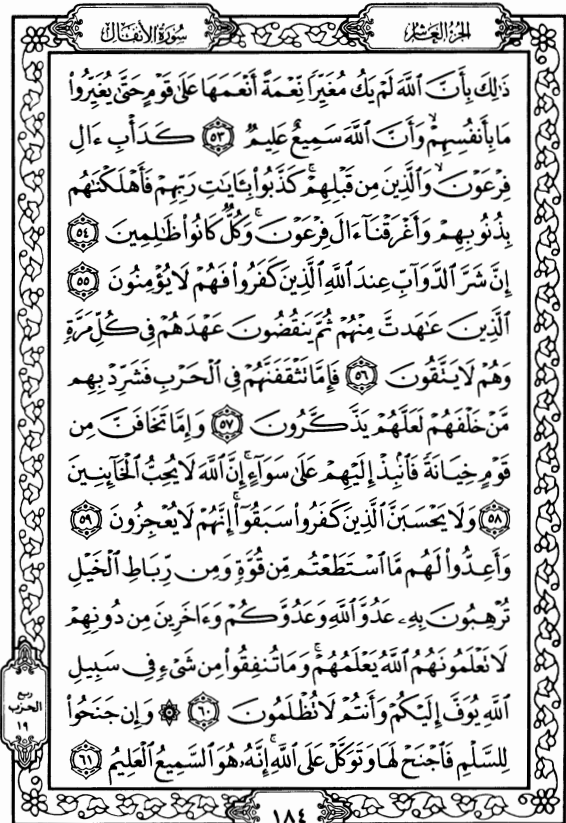 الجزء العاشر
سورة الأنفال
ذَٰلِكَ بِأَنَّ ٱللَّهَ لَمْ يَكُ مُغَيِّرًا نِّعْمَةً أَنْعَمَهَا عَلَىٰ قَوْمٍ حَتَّىٰ يُغَيِّرُوا۟
مَا بِأَنفُسِهِمْ ۙ وَأَنَّ ٱللَّهَ سَمِيعٌ عَلِيمٌ ٥٣ كَدَأْبِ ءَالِ
فِرْعَوْنَ ۙ وَٱلَّذِينَ مِن قَبْلِهِمْ ۚ كَذَّبُوا۟ بِـَٔايَـٰتِ رَبِّهِمْ فَأَهْلَكْنَـٰهُم
بِذُنُوبِهِمْ وَأَغْرَقْنَآ ءَالَ فِرْعَوْنَ ۚ وَكُلٌّ كَانُوا۟ ظَـٰلِمِينَ ٥٤
إِنَّ شَرَّ ٱلدَّوَآبِّ عِندَ ٱللَّهِ ٱلَّذِينَ كَفَرُوا۟ فَهُمْ لَا يُؤْمِنُونَ ٥٥
ٱلَّذِينَ عَـٰهَدتَّ مِنْهُمْ ثُمَّ يَنقُضُونَ عَهْدَهُمْ فِى كُلِّ مَرَّةٍ
وَهُمْ لَا يَتَّقُونَ ٥٦ فَإِمَّا تَثْقَفَنَّهُمْ فِى ٱلْحَرْبِ فَشَرِّدْ بِهِم
مَّنْ خَلْفَهُمْ لَعَلَّهُمْ يَذَّكَّرُونَ ٥٧ وَإِمَّا تَخَافَنَّ مِن
قَوْمٍ خِيَانَةً فَٱنۢبِذْ إِلَيْهِمْ عَلَىٰ سَوَآءٍ ۚ إِنَّ ٱللَّهَ لَا يُحِبُّ ٱلْخَآئِنِينَ
٥٨ وَلَا يَحْسَبَنَّ ٱلَّذِينَ كَفَرُوا۟ سَبَقُوٓا۟ ۚ إِنَّهُمْ لَا يُعْجِزُونَ ٥٩
وَأَعِدُّوا۟ لَهُم مَّا ٱسْتَطَعْتُم مِّن قُوَّةٍ وَمِن رِّبَاطِ ٱلْخَيْلِ
تُرْهِبُونَ بِهِۦ عَدُوَّ ٱللَّهِ وَعَدُوَّكُمْ وَءَاخَرِينَ مِن دُونِهِمْ
لَا تَعْلَمُونَهُمُ ٱللَّهُ يَعْلَمُهُمْ ۚ وَمَا تُنفِقُوا۟ مِن شَىْءٍ فِى سَبِيلِ
ٱللَّهِ يُوَفَّ إِلَيْكُمْ وَأَنتُمْ لَا تُظْلَمُونَ ٦٠ ۞ وَإِن جَنَحُوا۟
لِلسَّلْمِ فَٱجْنَحْ لَهَا وَتَوَكَّلْ عَلَى ٱللَّهِ ۚ إِنَّهُۥ هُوَ ٱلسَّمِيعُ ٱلْعَلِيمُ ٦١
ربع
الحزب
١٩
١٨٤